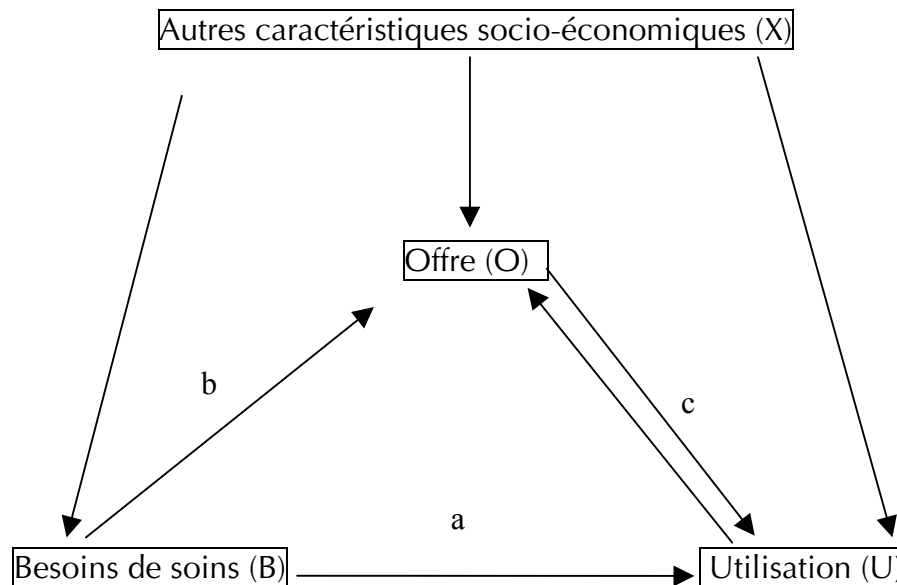 Autres caractéristiques socio-économiques (X)
Offre (O)
b
c
a
Besoins de soins (B)
Utilisation (U)